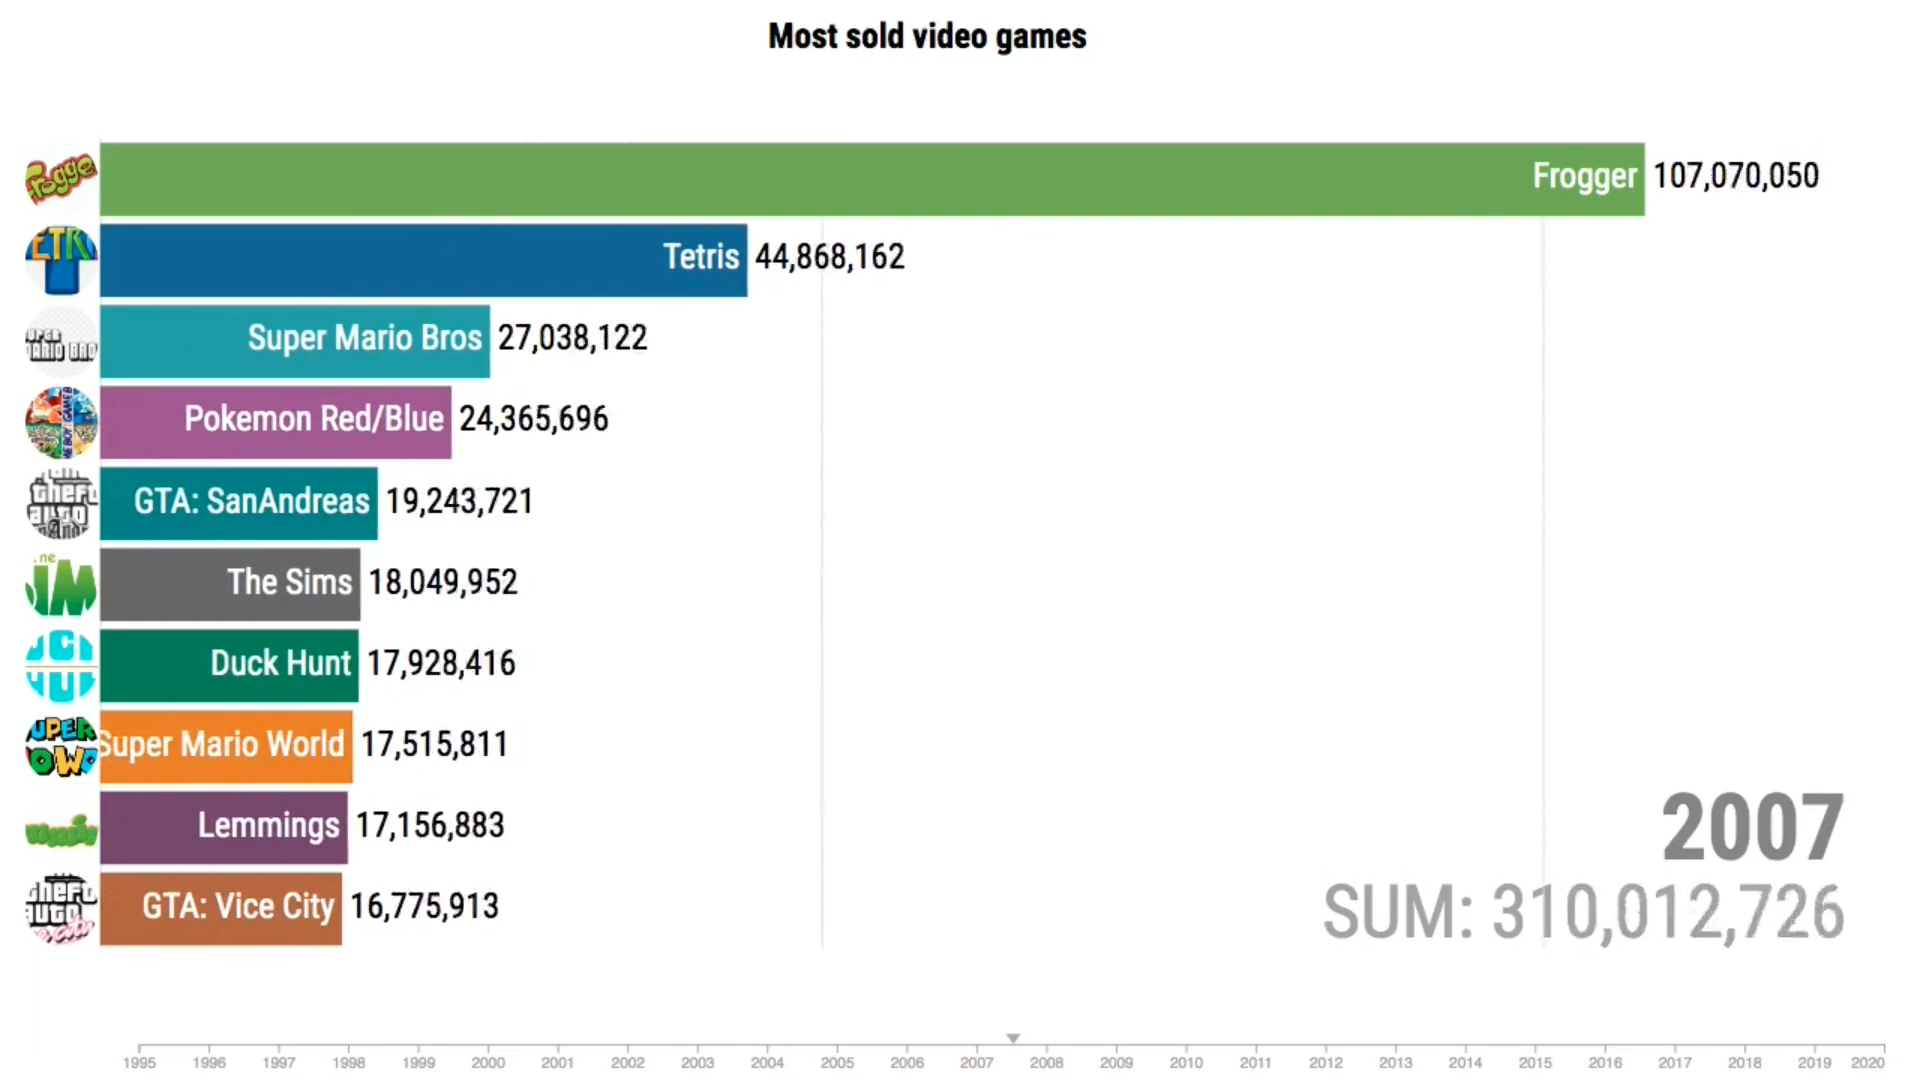 Most sold video games
Frogger 107,070,050
Tetris 44,868,162
Super Mario Bros 27,038,122
Pokemon Red/Blue 24,365,696
GTA: SanAndreas 19,243,721
The Sims 18,049,952
Duck Hunt 17,928,416
Super Mario World 17,515,811
Lemmings 17,156,883
GTA: Vice City 16,775,913
2007
SUM: 310,012,726
1995 1996 1997 1998 1999 2000 2001 2002 2003 2004 2005 2006 2007 2008 2009 2010 2011 2012 2013 2014 2015 2016 2017 2018 2019 2020